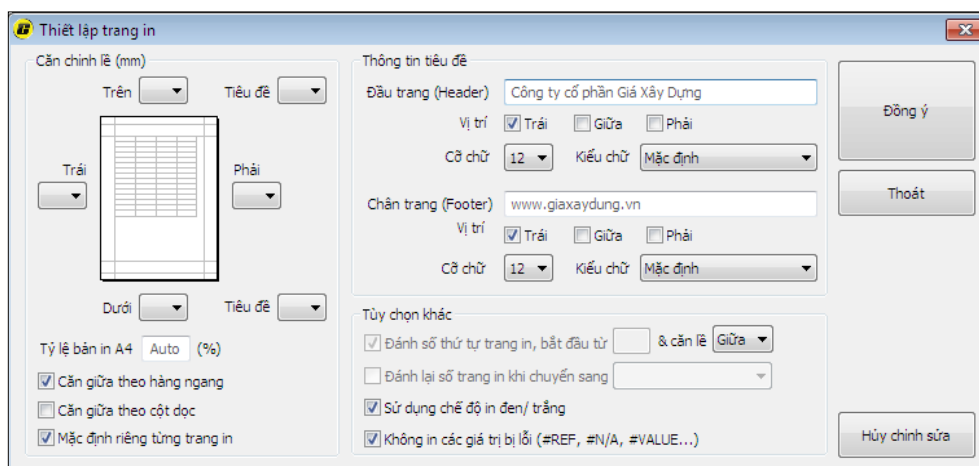 Thiết lập trang in
Căn chỉnh lề (mm)
Trên
Tiêu đề
Trái
Phải
Dưới
Tiêu đề
Tỷ lệ bản in A4 Auto (%)
Căn giữa theo hàng ngang
Căn giữa theo cột dọc
Mặc định riêng từng trang in
Thông tin tiêu đề
Đầu trang (Header) Công ty cổ phần Giá Xây Dựng
Vị trí Trái Giữa Phải
Cỡ chữ 12 Kiểu chữ Mặc định
Chân trang (Footer) www.giaxaydung.vn
Vị trí Trái Giữa Phải
Cỡ chữ 12 Kiểu chữ Mặc định
Tùy chọn khác
Đánh số thứ tự trang in, bắt đầu từ & căn lề Giữa
Đánh lại số trang in khi chuyển sang
Sử dụng chế độ in đen/ trắng
Không in các giá trị bị lỗi (#REF, #N/A, #VALUE...)
Đồng ý
Thoát
Hủy chỉnh sửa